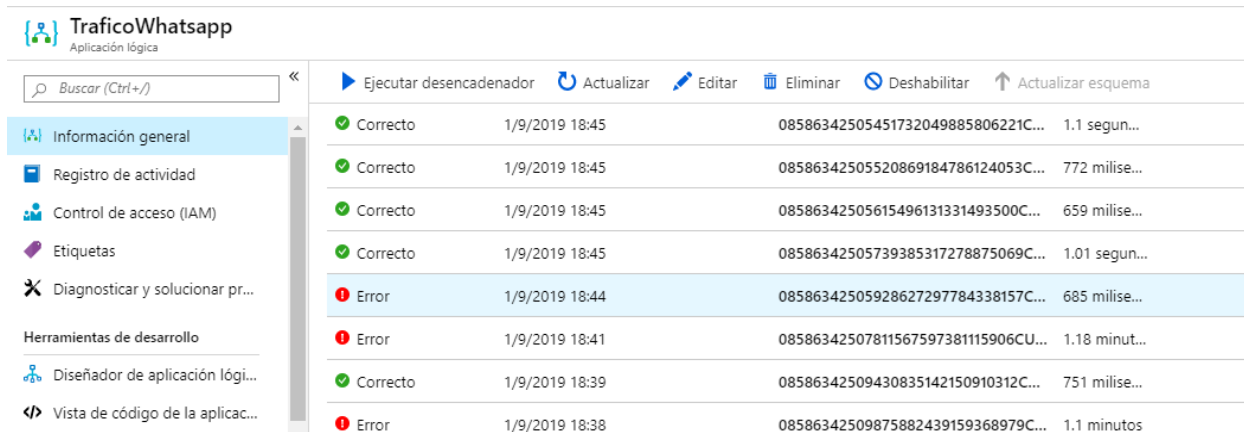 TraficoWhatsapp
Aplicación lógica
Buscar (Ctrl+/)
«
Información general
Registro de actividad
Control de acceso (IAM)
Etiquetas
Diagnosticar y solucionar pr...
Herramientas de desarrollo
Diseñador de aplicación lógi...
Vista de código de la aplicac...
Ejecutar desencadenador Actualizar Editar Eliminar Deshabilitar Actualizar esquema
Correcto 1/9/2019 18:45 08586342505451732049885806221C... 1.1 segun...
Correcto 1/9/2019 18:45 08586342505520869184786124053C... 772 milise...
Correcto 1/9/2019 18:45 08586342505615496131331493500C... 659 milise...
Correcto 1/9/2019 18:45 08586342505739385317278875069C... 1.01 segun...
Error 1/9/2019 18:44 08586342505928627297784338157C... 685 milise...
Error 1/9/2019 18:41 08586342507811567597381115906CU... 1.18 minut...
Correcto 1/9/2019 18:39 08586342509430835142150910312C... 751 milise...
Error 1/9/2019 18:38 08586342509875882439159368979C... 1.1 minutos